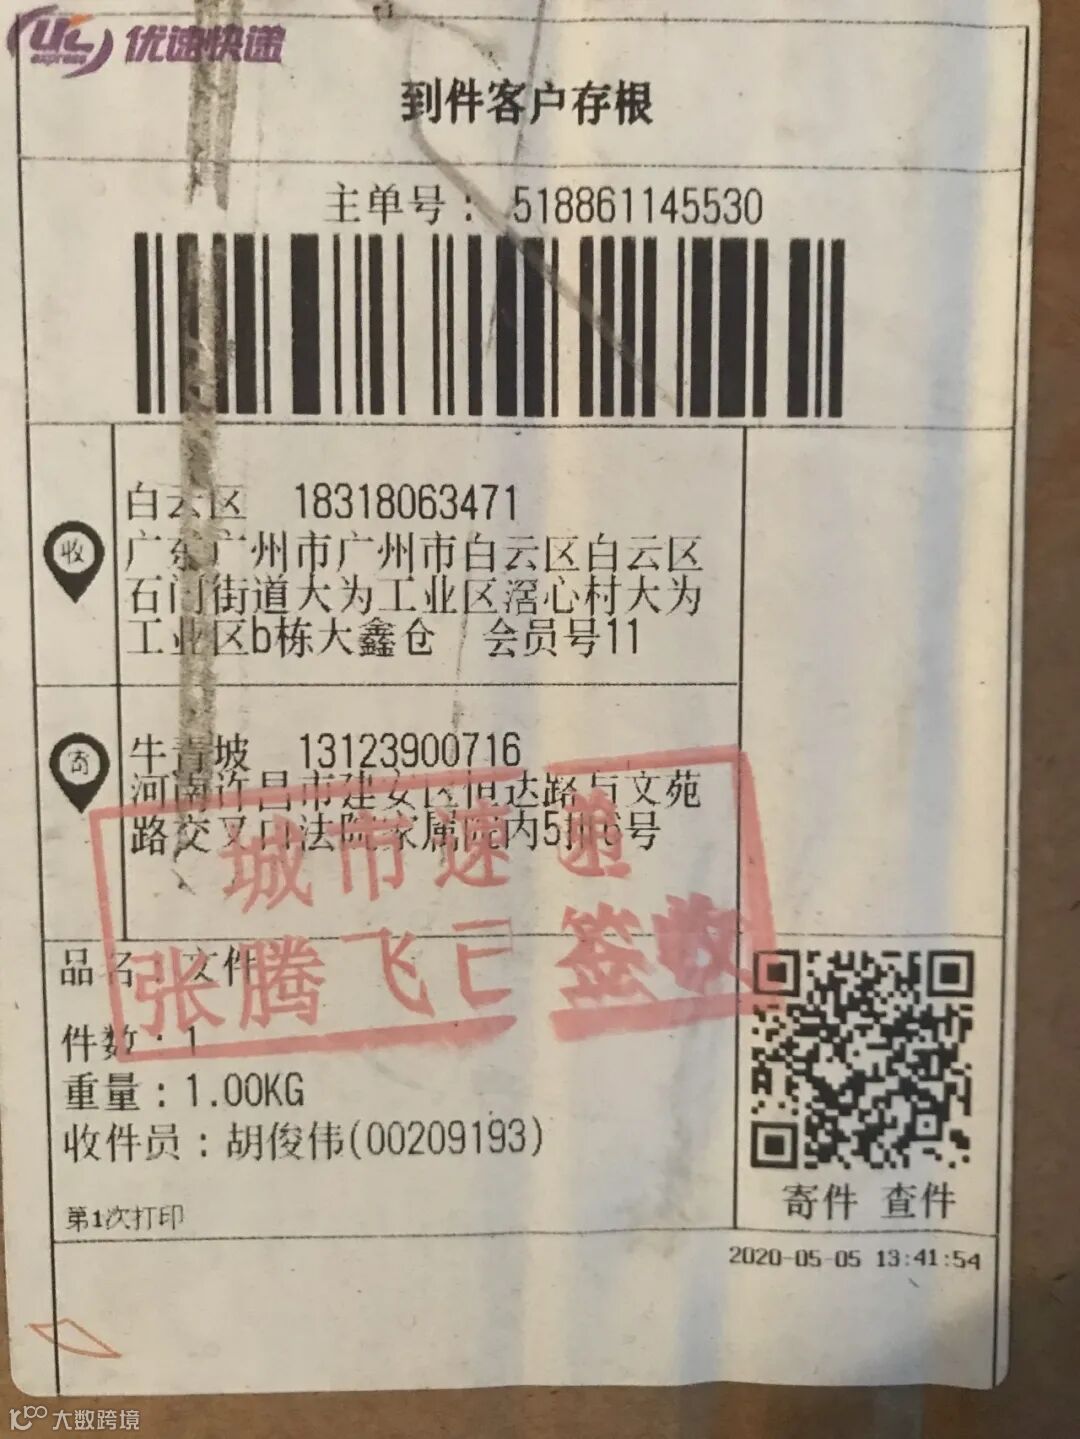 UC
express
优速快递
到件客户存根
主单号： 518861145530
收
白云区 18318063471
广东广州市广州市白云区白云区
石门街道大为工业区滘心村大为
工业区b栋大鑫仓 会员号11
寄
牛青坡 13123900716
河南许昌市建安区恒达路与文苑
路交叉口法院家属院内5排6号
城市速递
张腾飞已签收
品名：文件
件数：1
重量：1.00KG
收件员：胡俊伟(00209193)
第1次打印
寄件 查件
2020-05-05 13:41:54
大数跨境